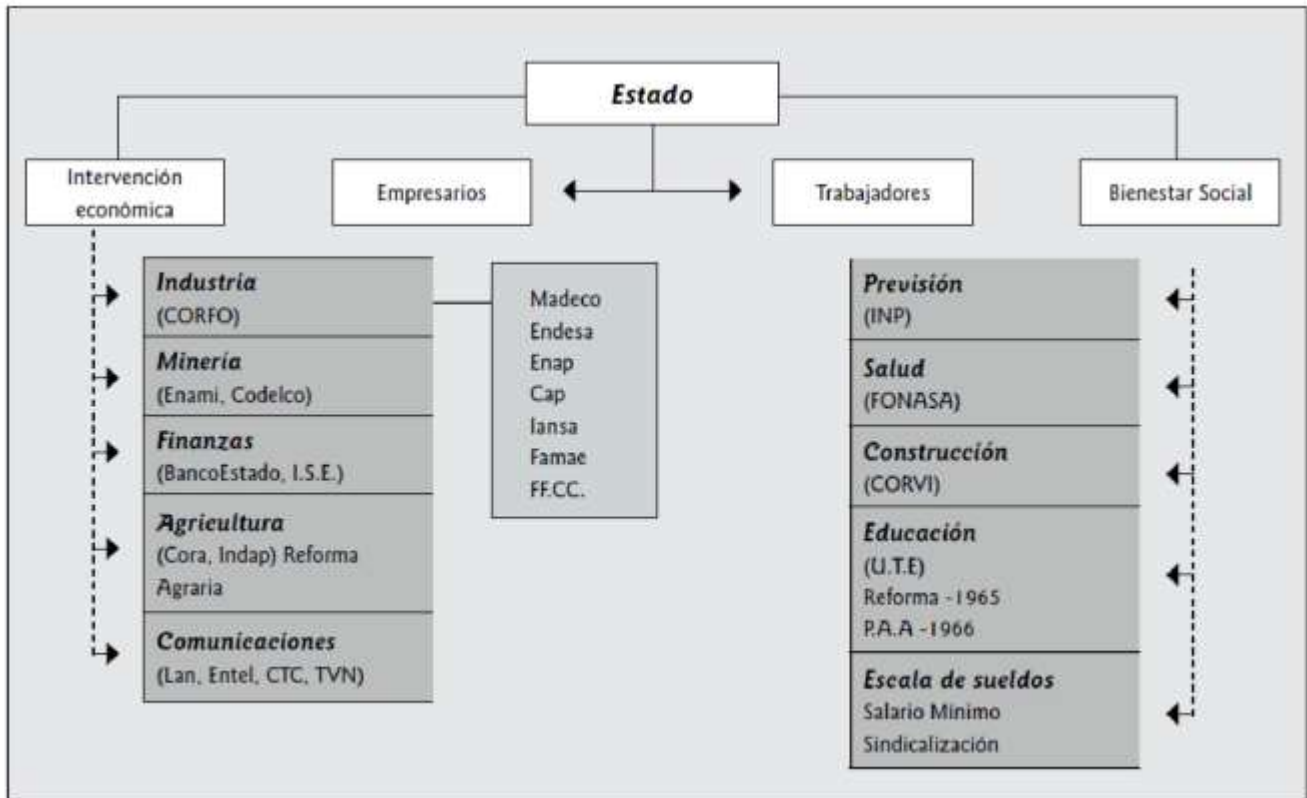 Estado
Intervención
económica
Empresarios
Trabajadores
Bienestar Social
Industria
(CORFO)
Minería
(Enami, Codelco)
Finanzas
(BancoEstado, I.S.E.)
Agricultura
(Cora, Indap) Reforma
Agraria
Comunicaciones
(Lan, Entel, CTC, TVN)
Madeco
Endesa
Enap
Cap
Iansa
Famae
FF.CC.
Previsión
(INP)
Salud
(FONASA)
Construcción
(CORVI)
Educación
(U.T.E)
Reforma -1965
P.A.A -1966
Escala de sueldos
Salario Mínimo
Sindicalización